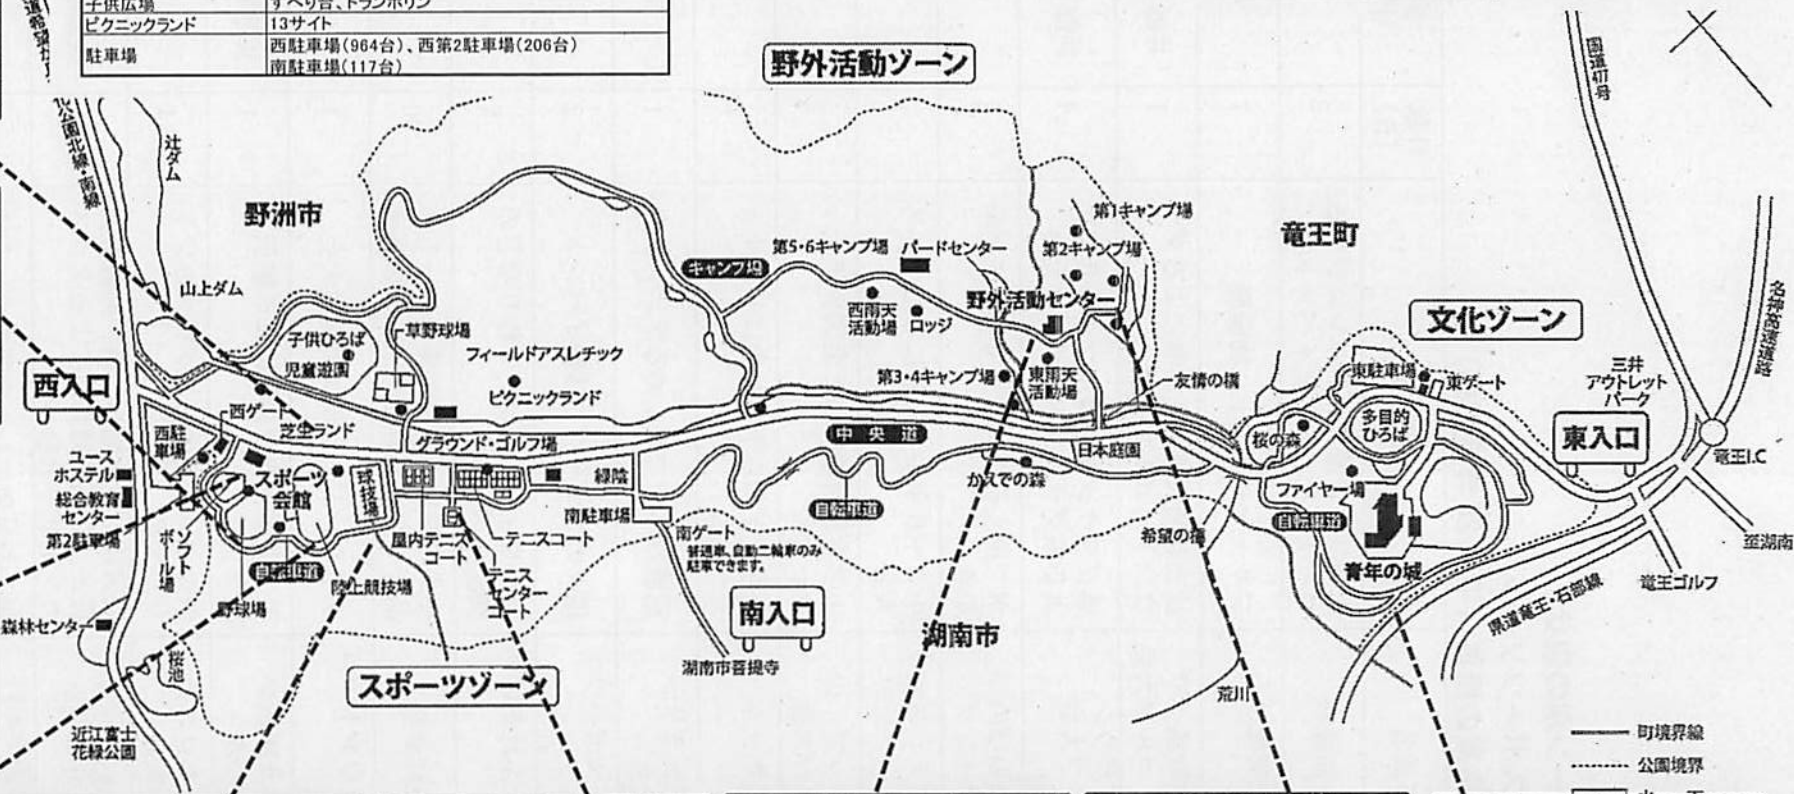 子供広場 すべり台、トランポリン
ピクニックランド 13サイト
駐車場 西駐車場(964台)、西第2駐車場(206台)
南駐車場(117台)
野外活動ゾーン
国道477号
公園北線・南線
辻ダム
野洲市
山上ダム
第1キャンプ場
第5・6キャンプ場
バードセンター
第2キャンプ場
竜王町
キャンプ場
名神高速道路
野外活動センター
西雨天
活動場
ロッジ
文化ゾーン
草野球場
子供ひろば
児童遊園
フィールドアスレチック
ピクニックランド
第3・4キャンプ場
東雨天
活動場
友情の橋
東駐車場
東ゲート
三井
アウトレット
パーク
西入口
西ゲート
芝生ランド
西駐
車場
グラウンド・ゴルフ場
中央道
日本庭園
桜の森
多目的
ひろば
東入口
竜王I.C
ユース
ホステル
総合教育
センター
第2駐車場
スポーツ
会館
球技場
緑陰
かえでの森
ファイヤー場
自転車道
自転車道
南駐車場
南ゲート
普通車、自動二輪車のみ
駐車できます。
希望の橋
至湖南
ソフト
ボール場
屋内テニス
コート
テニスコート
自転車道
陸上競技場
テニス
センター
コート
野球場
青年の城
竜王ゴルフ
県道竜王・石部線
森林センター
桜池
南入口
湖南市
湖南市菩提寺
スポーツゾーン
荒川
近江富士
花緑公園
町境界線
公園境界